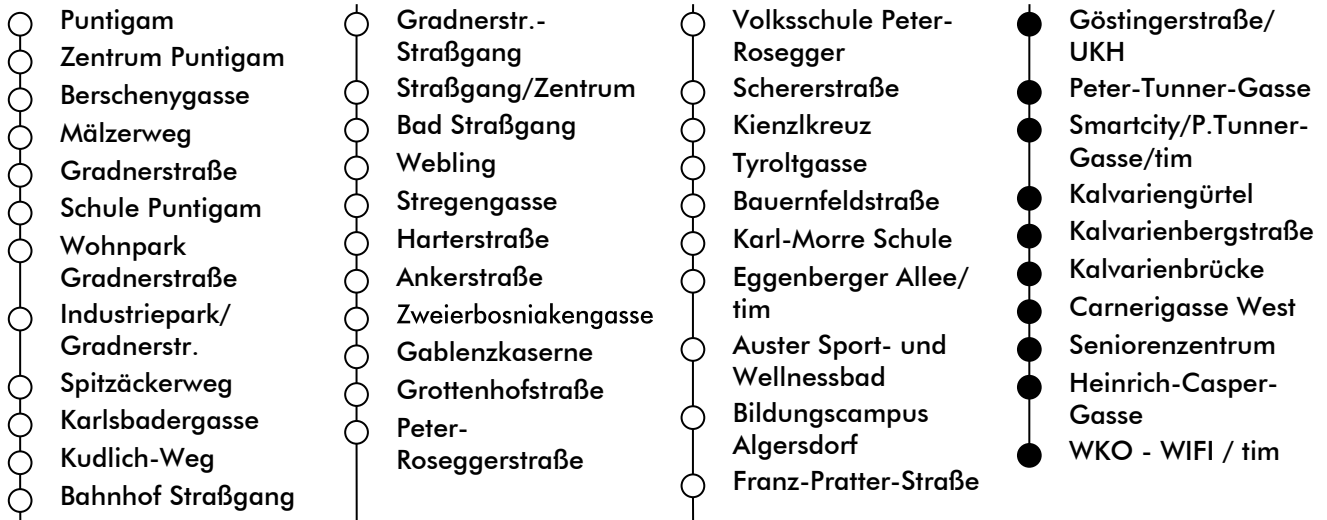 Puntigam
Zentrum Puntigam
Berschenygasse
Mälzerweg
Gradnerstraße
Schule Puntigam
Wohnpark
Gradnerstraße
Industriepark/
Gradnerstr.
Spitzäckerweg
Karlsbadergasse
Kudlich-Weg
Bahnhof Straßgang
Gradnerstr.-
Straßgang
Straßgang/Zentrum
Bad Straßgang
Webling
Stregengasse
Harterstraße
Ankerstraße
Zweierbosniakengasse
Gablenzkaserne
Grottenhofstraße
Peter-
Roseggerstraße
Volksschule Peter-
Rosegger
Schererstraße
Kienzlkreuz
Tyroltgasse
Bauernfeldstraße
Karl-Morre Schule
Eggenberger Allee/
tim
Auster Sport- und
Wellnessbad
Bildungscampus
Algersdorf
Franz-Pratter-Straße
Göstingerstraße/
UKH
Peter-Tunner-Gasse
Smartcity/P.Tunner-
Gasse/tim
Kalvariengürtel
Kalvarienbergstraße
Kalvarienbrücke
Carnerigasse West
Seniorenzentrum
Heinrich-Casper-
Gasse
WKO - WIFI / tim